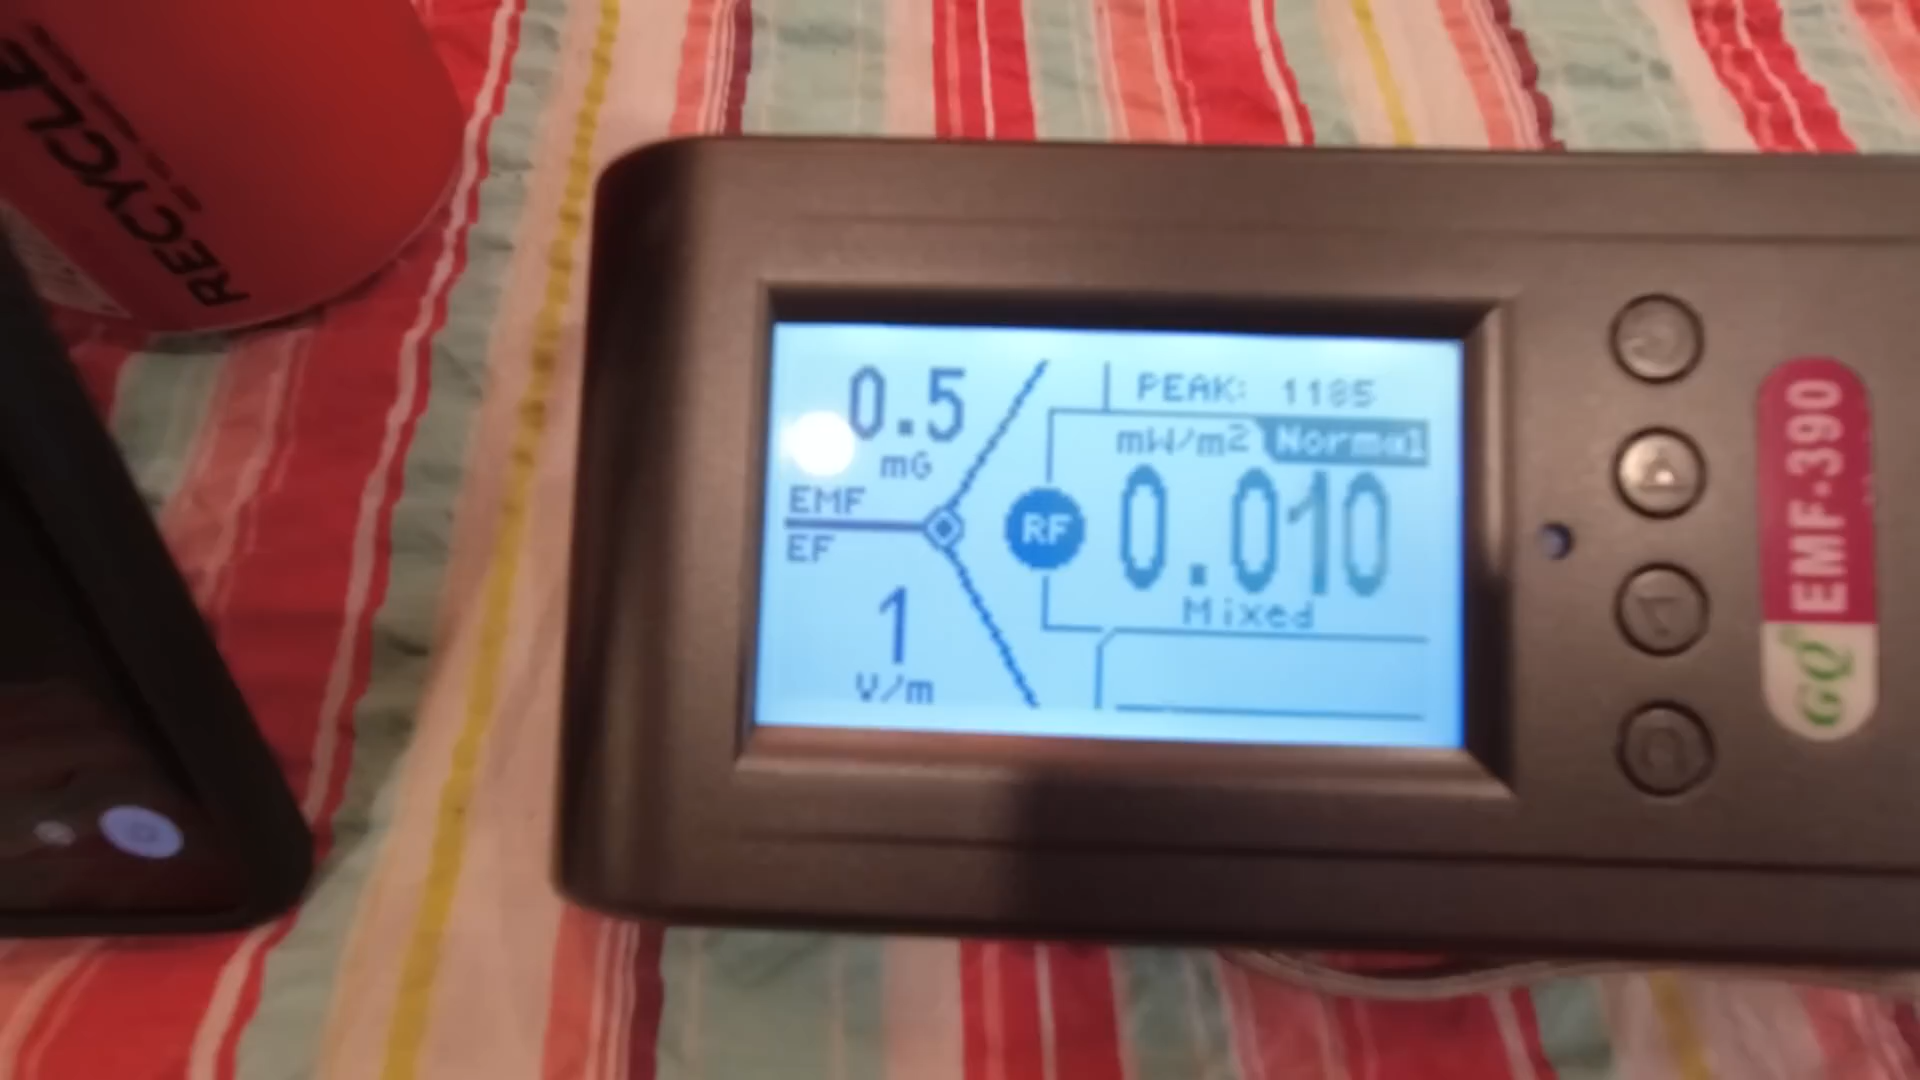 RECYCLE
0.5
mG
EMF
EF
1
V/m
PEAK: 1185
mW/m2 Normal
RF
0.010
Mixed
GQ EMF-390